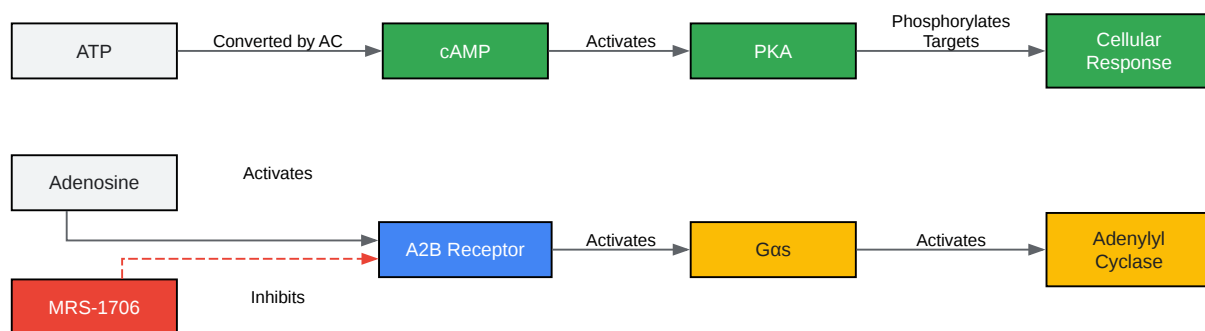 ATP
Converted by AC
cAMP
Activates
PKA
Phosphorylates
Targets
Cellular
Response
Adenosine
Activates
A2B Receptor
Activates
Gαs
Activates
Adenylyl
Cyclase
MRS-1706
Inhibits